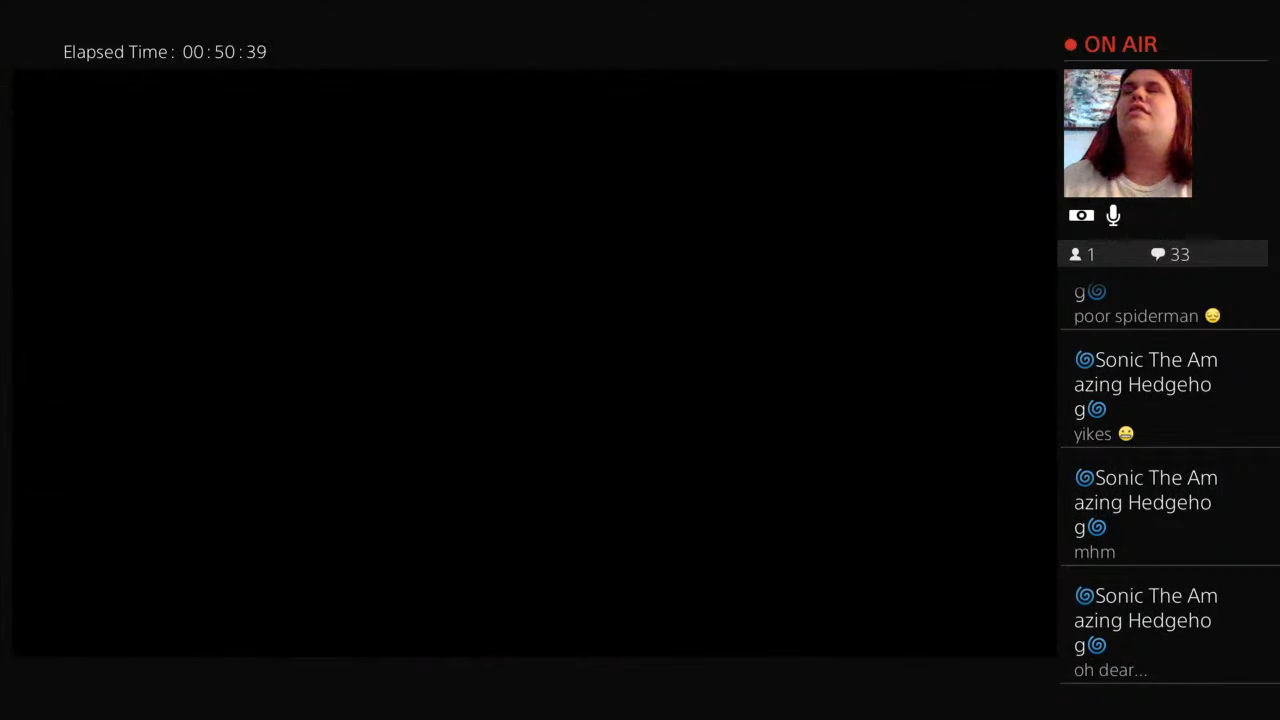 Elapsed Time: 00:50:39
ON AIR
1 33
g🌀
poor spiderman 😔
🌀Sonic The Am
azing Hedgeho
g🌀
yikes 😬
🌀Sonic The Am
azing Hedgeho
g🌀
mhm
🌀Sonic The Am
azing Hedgeho
g🌀
oh dear...